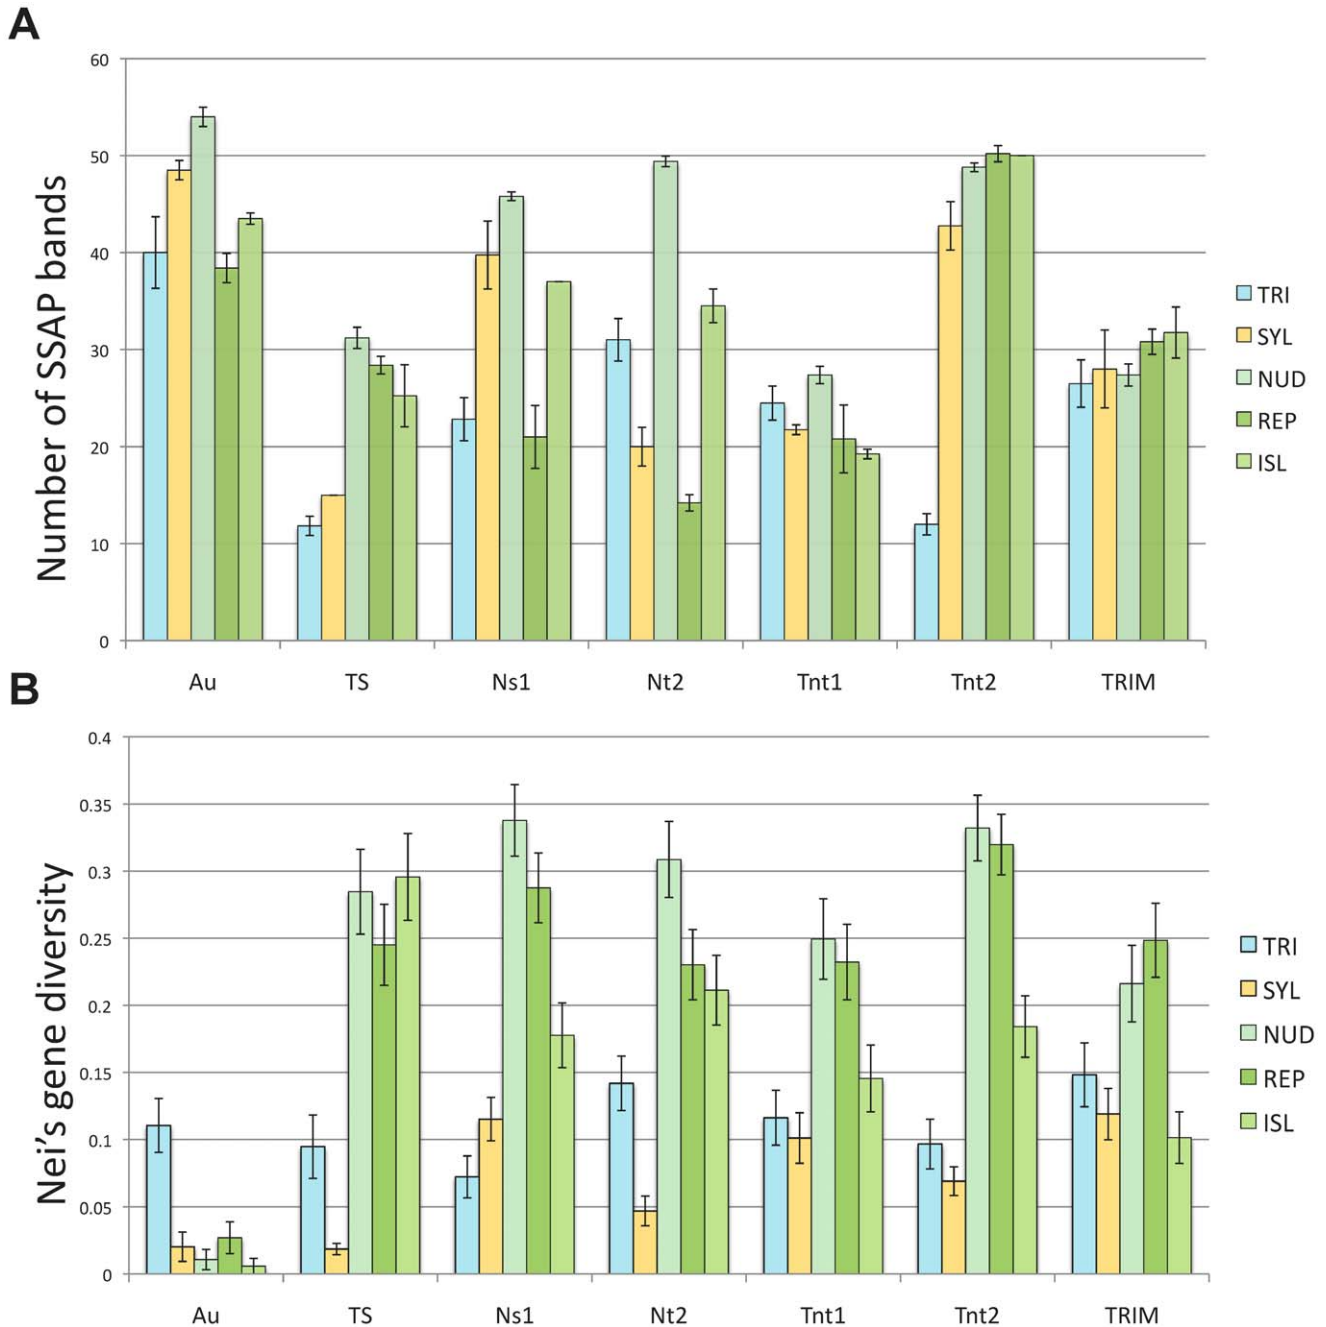 A
Number of SSAP bands
60
50
40
30
20
10
0
Au TS Ns1 Nt2 Tnt1 Tnt2 TRIM
TRI
SYL
NUD
REP
ISL
B
Nei's gene diversity
0.4
0.35
0.3
0.25
0.2
0.15
0.1
0.05
0
Au TS Ns1 Nt2 Tnt1 Tnt2 TRIM
TRI
SYL
NUD
REP
ISL